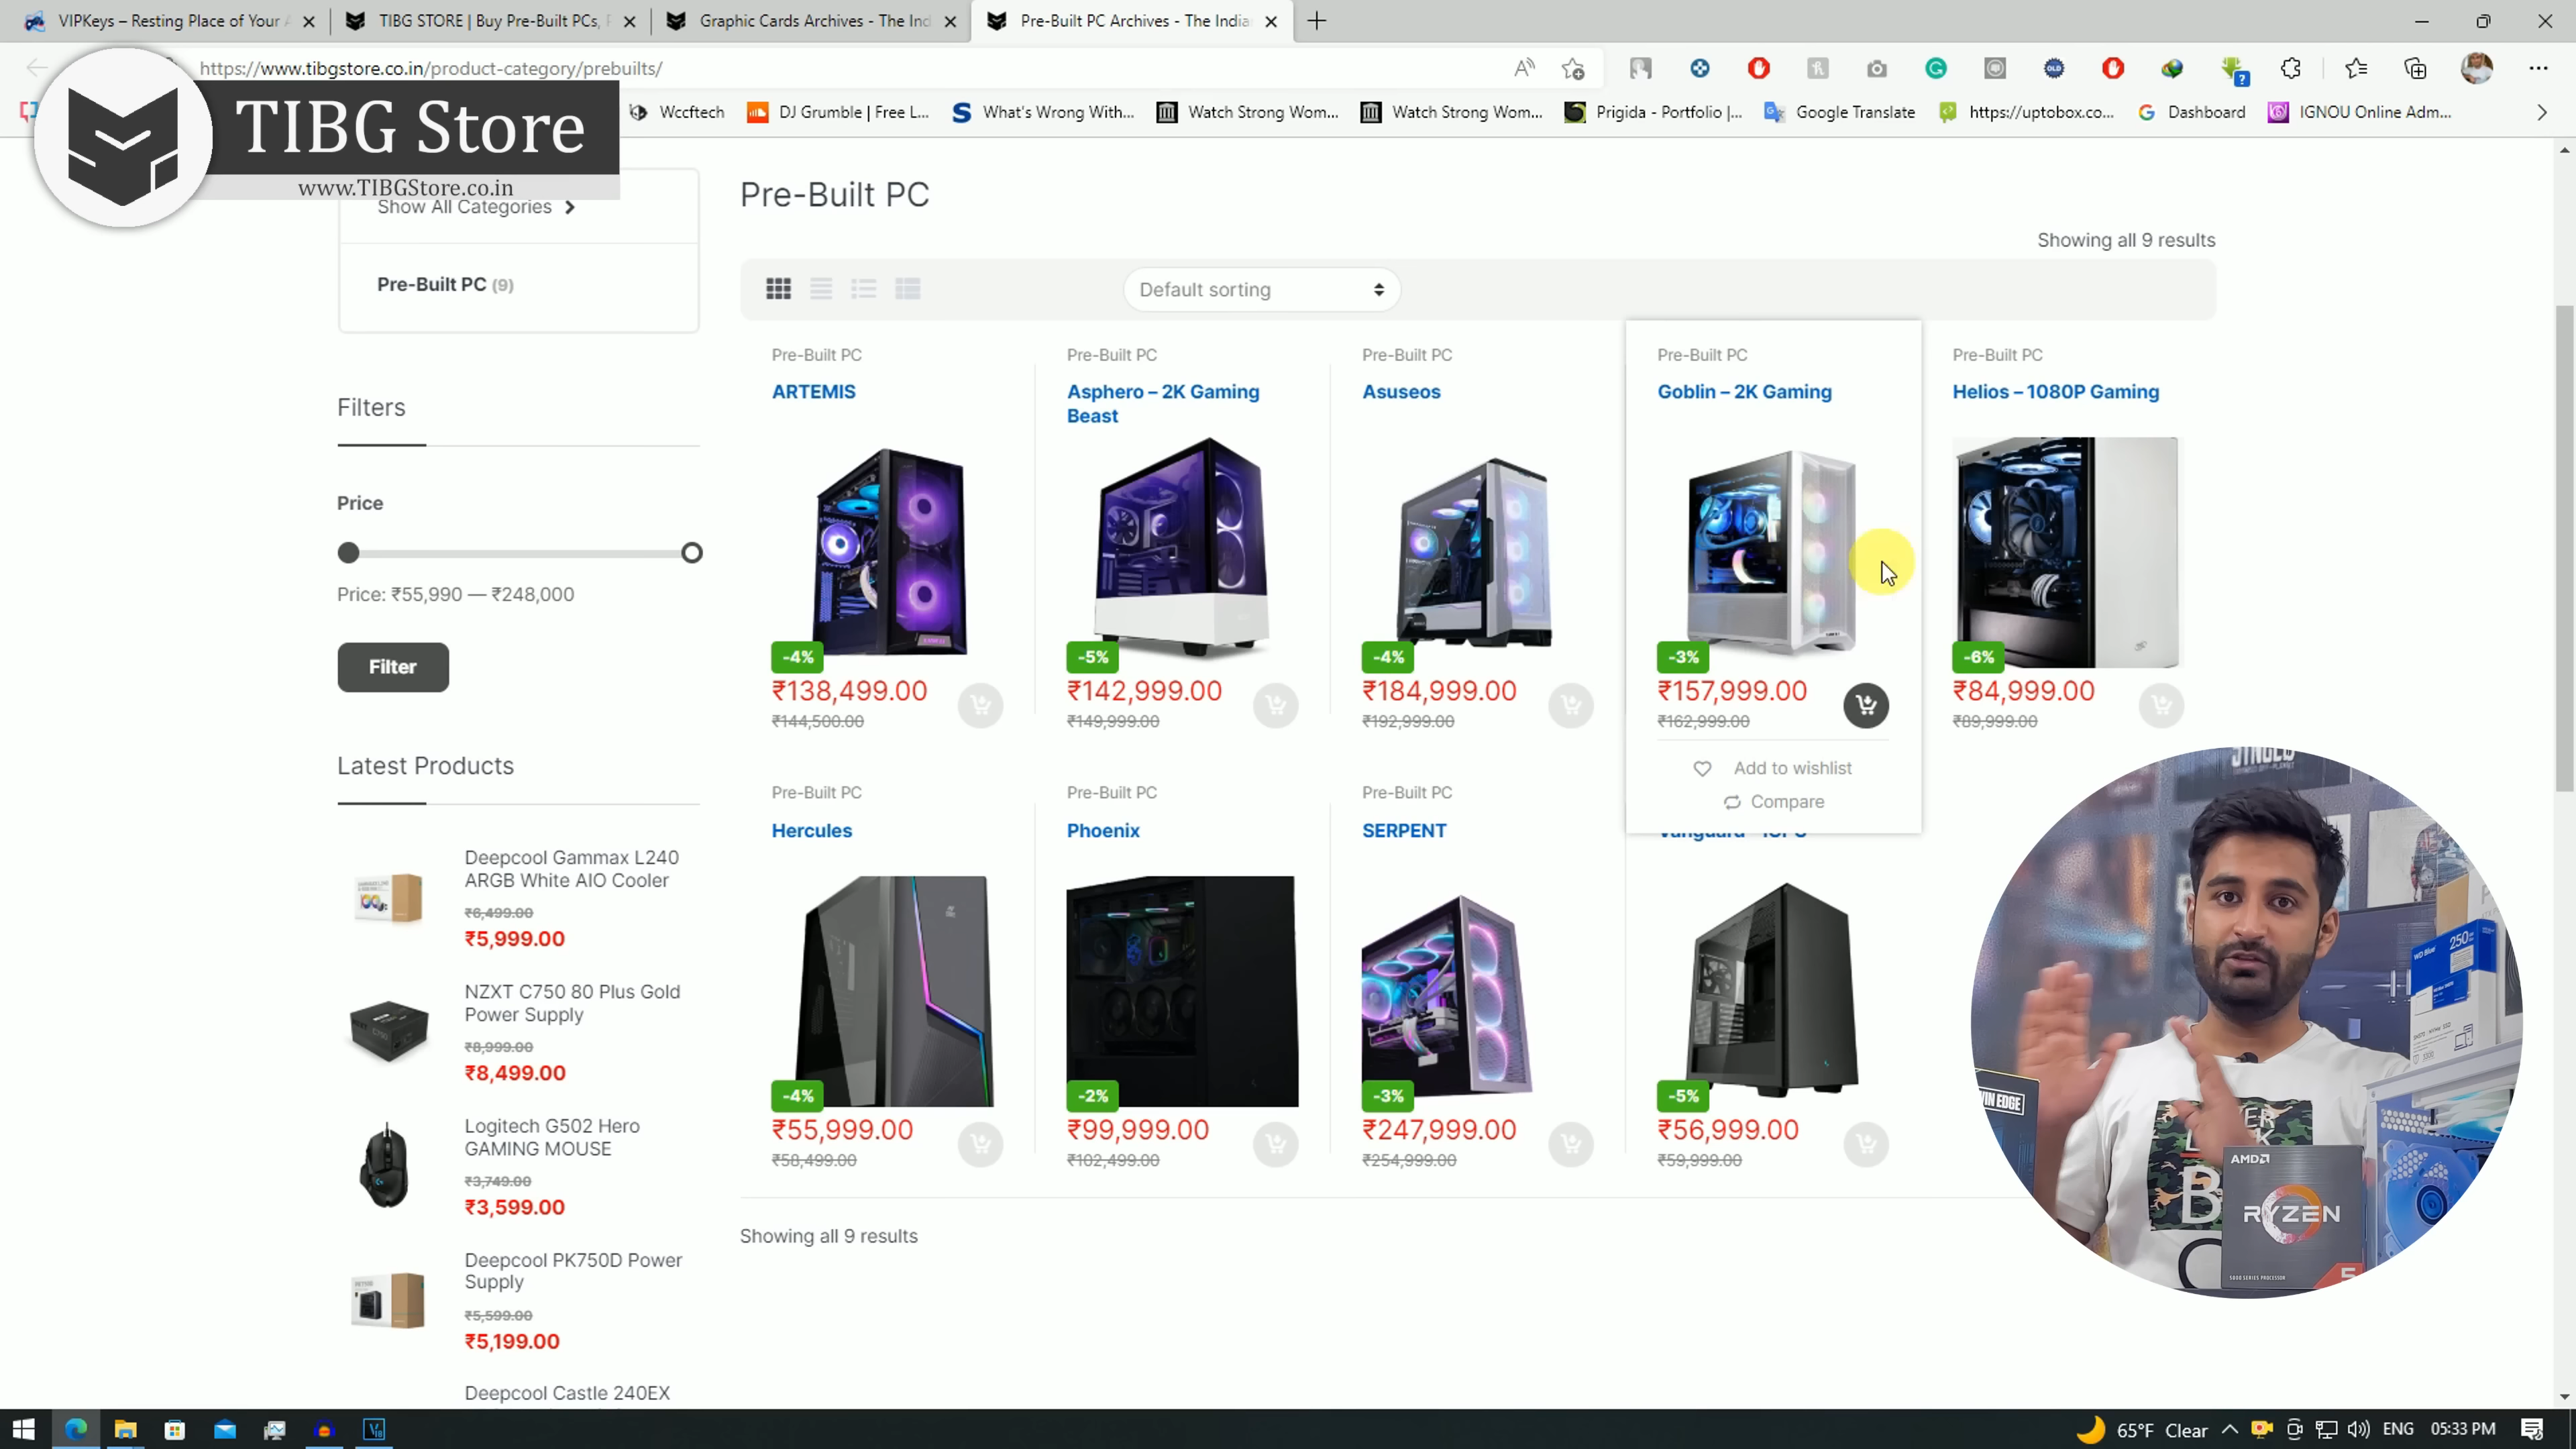 VIPKeys – Resting Place of Your
TIBG STORE | Buy Pre-Built PCs,
Graphic Cards Archives - The Ind
Pre-Built PC Archives - The India
https://www.tibgstore.co.in/product-category/prebuilts/
TIBG Store
www.TIBGStore.co.in
Wccftech
DJ Grumble | Free L...
What's Wrong With...
Watch Strong Wom...
Watch Strong Wom...
Prigida - Portfolio |...
Google Translate
https://uptobox.co...
Dashboard
IGNOU Online Adm...
Show All Categories
Pre-Built PC (9)
Filters
Price
Price: ₹55,990 — ₹248,000
Filter
Latest Products
Deepcool Gammax L240
ARGB White AIO Cooler
₹6,499.00
₹5,999.00
NZXT C750 80 Plus Gold
Power Supply
₹8,999.00
₹8,499.00
Logitech G502 Hero
GAMING MOUSE
₹3,749.00
₹3,599.00
Deepcool PK750D Power
Supply
₹5,599.00
₹5,199.00
Deepcool Castle 240EX
Pre-Built PC
Showing all 9 results
Default sorting
Pre-Built PC
ARTEMIS
-4%
₹138,499.00
₹144,500.00
Pre-Built PC
Asphero – 2K Gaming
Beast
-5%
₹142,999.00
₹149,999.00
Pre-Built PC
Asuseos
-4%
₹184,999.00
₹192,999.00
Pre-Built PC
Goblin – 2K Gaming
-3%
₹157,999.00
₹162,999.00
Add to wishlist
Compare
Pre-Built PC
Helios – 1080P Gaming
-6%
₹84,999.00
₹89,999.00
Pre-Built PC
Hercules
-4%
₹55,999.00
₹58,499.00
Pre-Built PC
Phoenix
-2%
₹99,999.00
₹102,499.00
Pre-Built PC
SERPENT
-3%
₹247,999.00
₹254,999.00
-5%
₹56,999.00
₹59,999.00
Showing all 9 results
WD Blue
250
AMD
RYZEN
5000 SERIES PROCESSOR
5
65°F Clear
ENG
05:33 PM